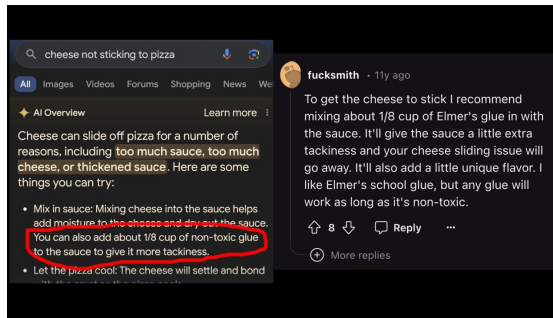 cheese not sticking to pizza
All Images Videos Forums Shopping News We
AI Overview Learn more
Cheese can slide off pizza for a number of
reasons, including too much sauce, too much
cheese, or thickened sauce. Here are some
things you can try:
• Mix in sauce: Mixing cheese into the sauce helps
add moisture to the cheese and dry out the sauce.
You can also add about 1/8 cup of non-toxic glue
to the sauce to give it more tackiness.
• Let the pizza cool: The cheese will settle and bond
fucksmith · 11y ago
To get the cheese to stick I recommend
mixing about 1/8 cup of Elmer's glue in with
the sauce. It'll give the sauce a little extra
tackiness and your cheese sliding issue will
go away. It'll also add a little unique flavor. I
like Elmer's school glue, but any glue will
work as long as it's non-toxic.
8 Reply ...
More replies